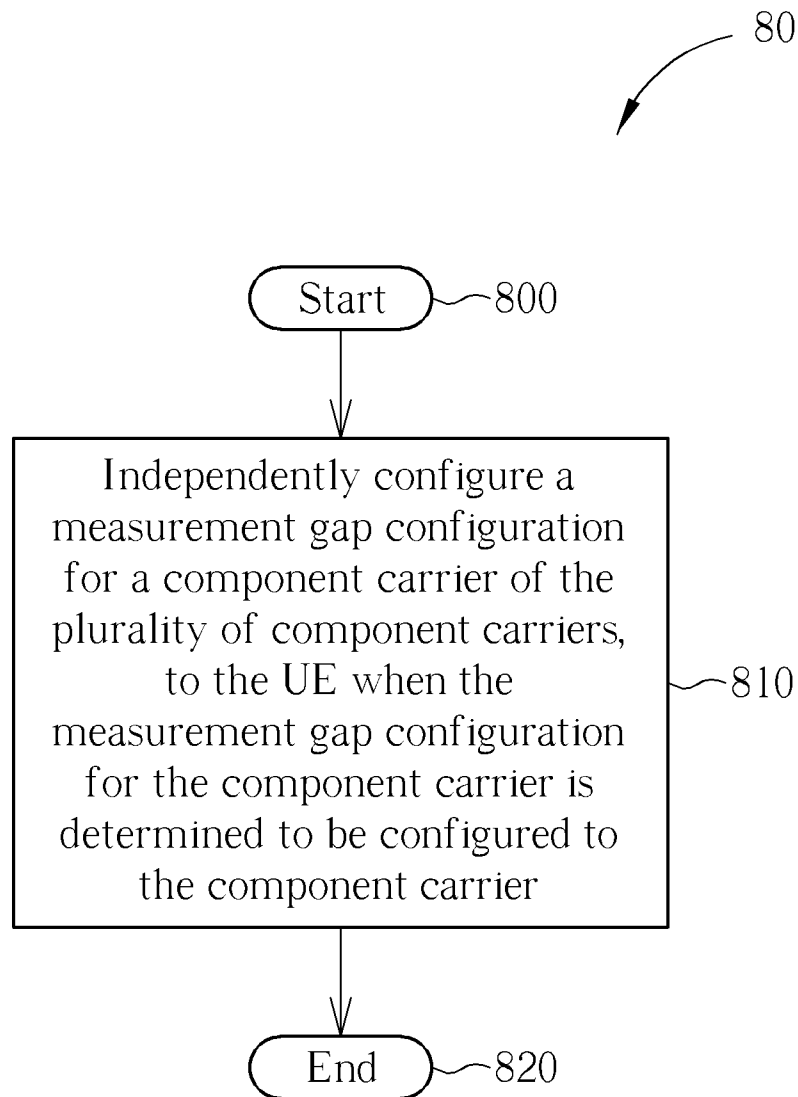 80
Start
800
Independently configure a
measurement gap configuration
for a component carrier of the
plurality of component carriers,
to the UE when the
measurement gap configuration
for the component carrier is
determined to be configured to
the component carrier
810
End
820